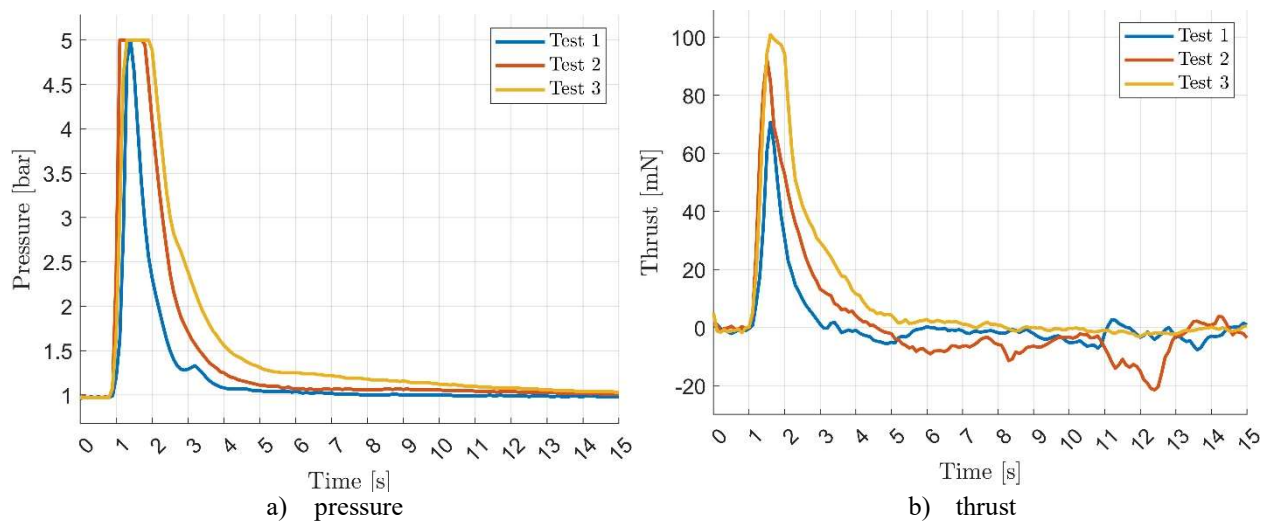 5
4.5
4
3.5
3
2.5
2
1.5
1
Pressure [bar]
Test 1
Test 2
Test 3
0 1 2 3 4 5 6 7 8 9 10 11 12 13 14 15
Time [s]
a) pressure
100
80
60
40
20
0
-20
Thrust [mN]
Test 1
Test 2
Test 3
0 1 2 3 4 5 6 7 8 9 10 11 12 13 14 15
Time [s]
b) thrust